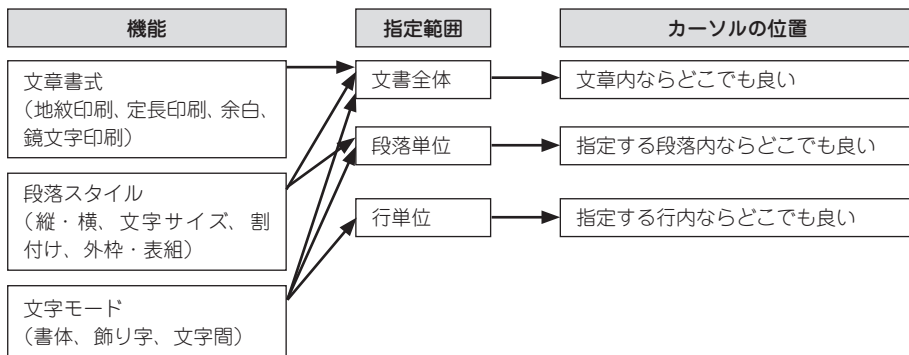 機能
指定範囲
カーソルの位置
文章書式
（地紋印刷、定長印刷、余白、
鏡文字印刷）
文書全体
文章内ならどこでも良い
段落単位
指定する段落内ならどこでも良い
段落スタイル
（縦・横、文字サイズ、割
付け、外枠・表組）
行単位
指定する行内ならどこでも良い
文字モード
（書体、飾り字、文字間）